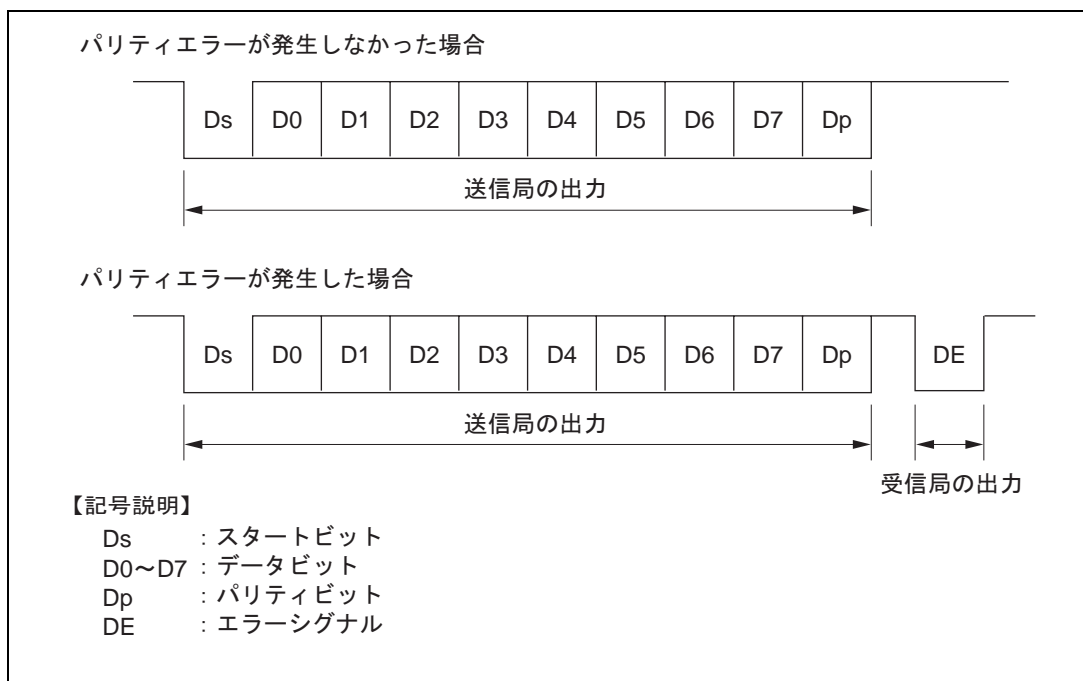 パリティエラーが発生しなかった場合
Ds D0 D1 D2 D3 D4 D5 D6 D7 Dp
送信局の出力
パリティエラーが発生した場合
Ds D0 D1 D2 D3 D4 D5 D6 D7 Dp DE
送信局の出力
受信局の出力
【記号説明】
Ds : スタートビット
D0～D7 : データビット
Dp : パリティビット
DE : エラーシグナル